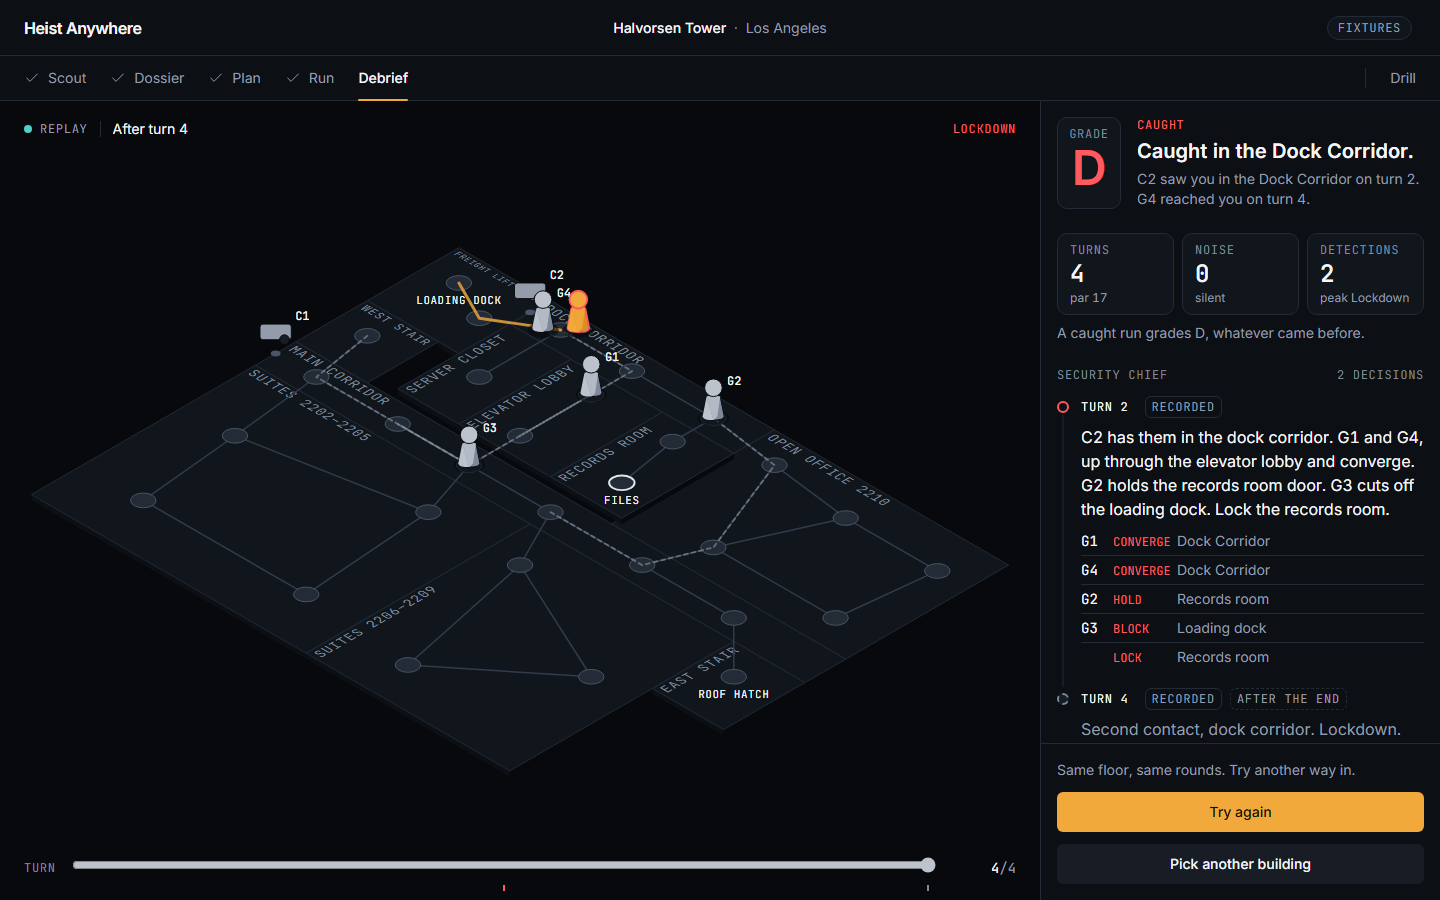 Heist Anywhere
Halvorsen Tower · Los Angeles
FIXTURES
Scout
Dossier
Plan
Run
Debrief
Drill
REPLAY
After turn 4
LOCKDOWN
FREIGHT LIFT
LOADING DOCK
C2
G4
C1
WEST STAIR
MAIN CORRIDOR
SERVER CLOSET
SUITES 2202-2205
ELEVATOR LOBBY
G1
G2
G3
RECORDS ROOM
OPEN OFFICE 2210
FILES
SUITES 2206-2209
EAST STAIR
ROOF HATCH
TURN
4/4
GRADE
D
CAUGHT
Caught in the Dock Corridor.
C2 saw you in the Dock Corridor on turn 2.
G4 reached you on turn 4.
TURNS
4
par 17
NOISE
0
silent
DETECTIONS
2
peak Lockdown
A caught run grades D, whatever came before.
SECURITY CHIEF
2 DECISIONS
TURN 2
RECORDED
C2 has them in the dock corridor. G1 and G4,
up through the elevator lobby and converge.
G2 holds the records room door. G3 cuts off
the loading dock. Lock the records room.
G1 CONVERGE Dock Corridor
G4 CONVERGE Dock Corridor
G2 HOLD Records room
G3 BLOCK Loading dock
LOCK Records room
TURN 4
RECORDED
AFTER THE END
Second contact, dock corridor. Lockdown.
Same floor, same rounds. Try another way in.
Try again
Pick another building